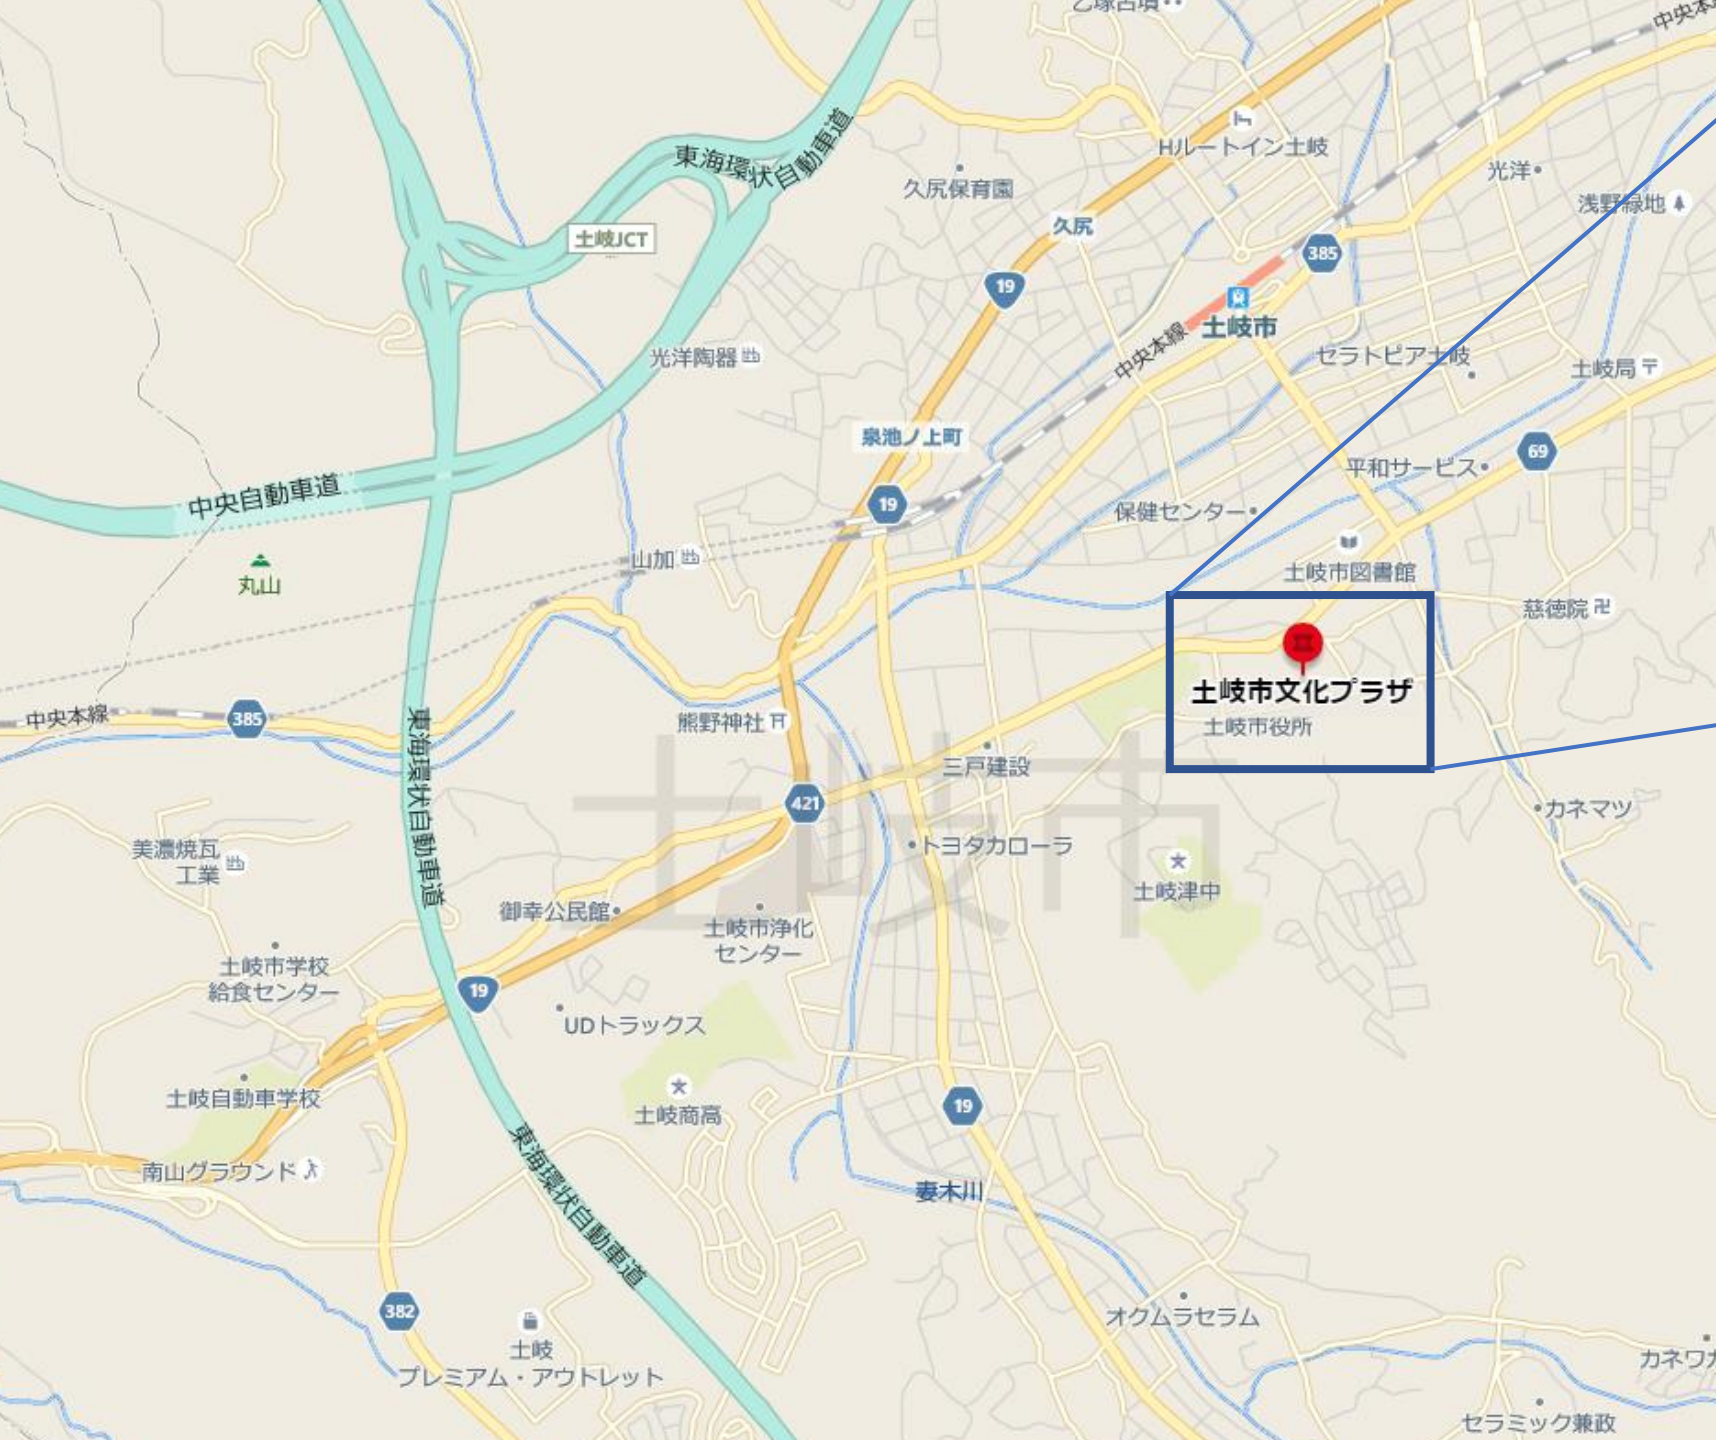 乙塚古墳
中央本
Hルートイン土岐
東海環状自動車道
光洋
久尻保育園
浅野緑地
久尻
土岐JCT
385
19
土岐市
中央本線
光洋陶器
セラトピア土岐
土岐局
泉池ノ上町
69
平和サービス
中央自動車道
19
保健センター
山加
土岐市図書館
丸山
慈徳院
土岐市文化プラザ
土岐市役所
中央本線
385
熊野神社
東海環状自動車道
三戸建設
土岐市
421
カネマツ
トヨタカローラ
美濃焼瓦
工業
土岐津中
御幸公民館
土岐市浄化
センター
土岐市学校
給食センター
19
UDトラックス
土岐自動車学校
土岐商高
19
東海環状自動車道
南山グラウンド
妻木川
382
オクムラセラム
土岐
プレミアム・アウトレット
カネワ
セラミック兼政